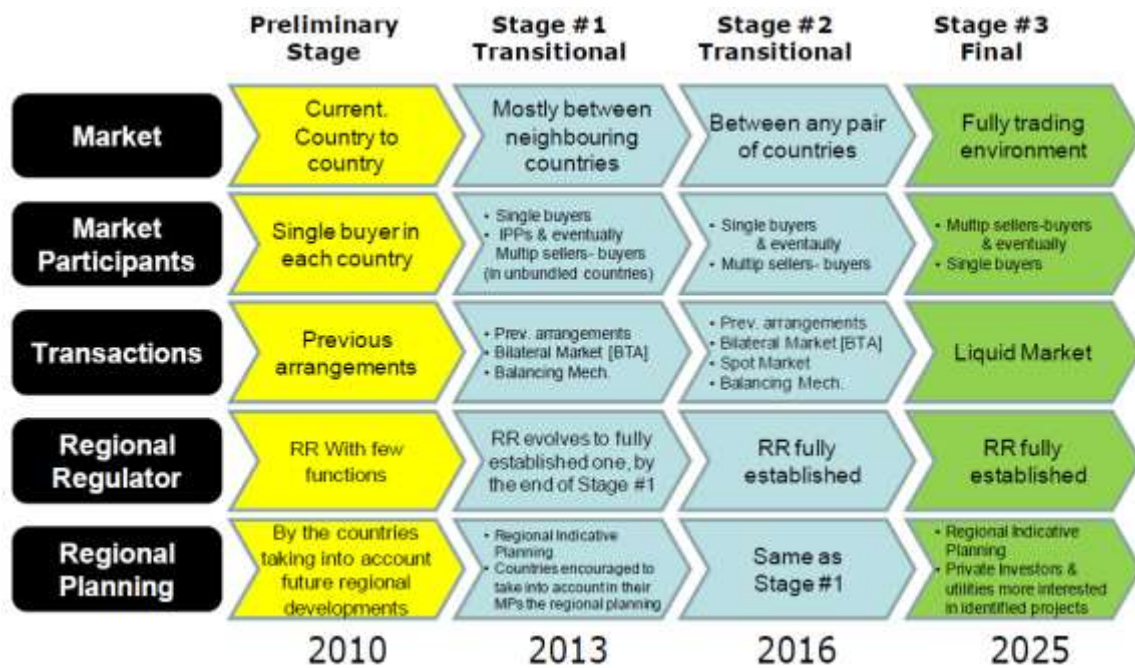 Preliminary
Stage
Stage #1
Transitional
Stage #2
Transitional
Stage #3
Final
Market
Current.
Country to
country
Mostly between
neighbouring
countries
Between any pair
of countries
Fully trading
environment
Market
Participants
Single buyer in
each country
• Single buyers
• IPPs & eventually
Multip sellers- buyers
(in unbundled countries)
• Single buyers
& eventaully
• Multip sellers- buyers
• Multip sellers-buyers
& eventually
• Single buyers
Transactions
Previous
arrangements
• Prev. arrangements
• Bilateral Market [BTA]
• Balancing Mech.
• Prev. arrangements
• Bilateral Market [BTA]
• Spot Market
• Balancing Mech.
Liquid Market
Regional
Regulator
RR With few
functions
RR evolves to fully
established one, by
the end of Stage #1
RR fully
established
RR fully
established
Regional
Planning
By the countries
taking into account
future regional
developments
• Regional Indicative
Planning
• Countries encouraged to
take into account in their
MPs the regional planning
Same as
Stage #1
• Regional Indicative
Planning
• Private Investors &
utilities more interested
in identified projects
2010
2013
2016
2025